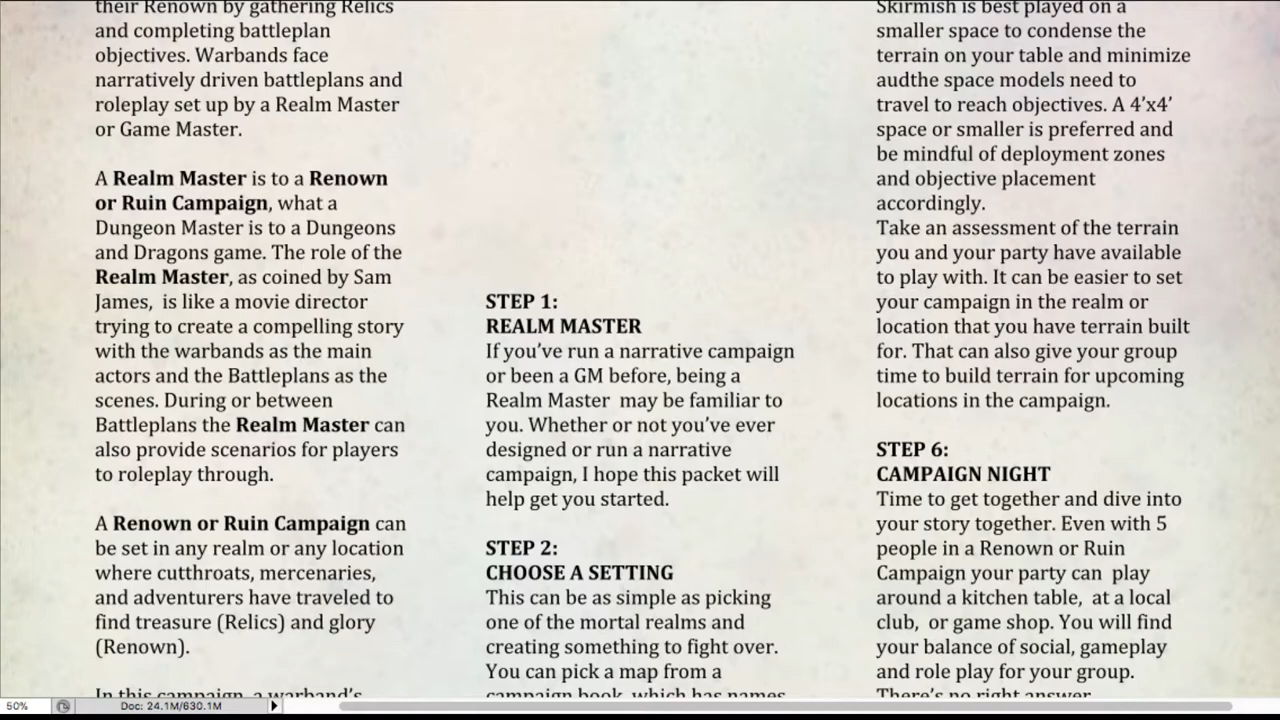 their Renown by gathering Relics
and completing battleplan
objectives. Warbands face
narratively driven battleplans and
roleplay set up by a Realm Master
or Game Master.
A Realm Master is to a Renown
or Ruin Campaign, what a
Dungeon Master is to a Dungeons
and Dragons game. The role of the
Realm Master, as coined by Sam
James,  is like a movie director
trying to create a compelling story
with the warbands as the main
actors and the Battleplans as the
scenes. During or between
Battleplans the Realm Master can
also provide scenarios for players
to roleplay through.
A Renown or Ruin Campaign can
be set in any realm or any location
where cutthroats, mercenaries,
and adventurers have traveled to
find treasure (Relics) and glory
(Renown).
In this campaign, a warband's
STEP 1:
REALM MASTER
If you've run a narrative campaign
or been a GM before, being a
Realm Master  may be familiar to
you. Whether or not you've ever
designed or run a narrative
campaign, I hope this packet will
help get you started.
STEP 2:
CHOOSE A SETTING
This can be as simple as picking
one of the mortal realms and
creating something to fight over.
You can pick a map from a
campaign book, which has names
Skirmish is best played on a
smaller space to condense the
terrain on your table and minimize
audthe space models need to
travel to reach objectives. A 4'x4'
space or smaller is preferred and
be mindful of deployment zones
and objective placement
accordingly.
Take an assessment of the terrain
you and your party have available
to play with. It can be easier to set
your campaign in the realm or
location that you have terrain built
for. That can also give your group
time to build terrain for upcoming
locations in the campaign.
STEP 6:
CAMPAIGN NIGHT
Time to get together and dive into
your story together. Even with 5
people in a Renown or Ruin
Campaign your party can  play
around a kitchen table,  at a local
club,  or game shop. You will find
your balance of social, gameplay
and role play for your group.
There's no right answer
50%
Doc: 24.1M/630.1M